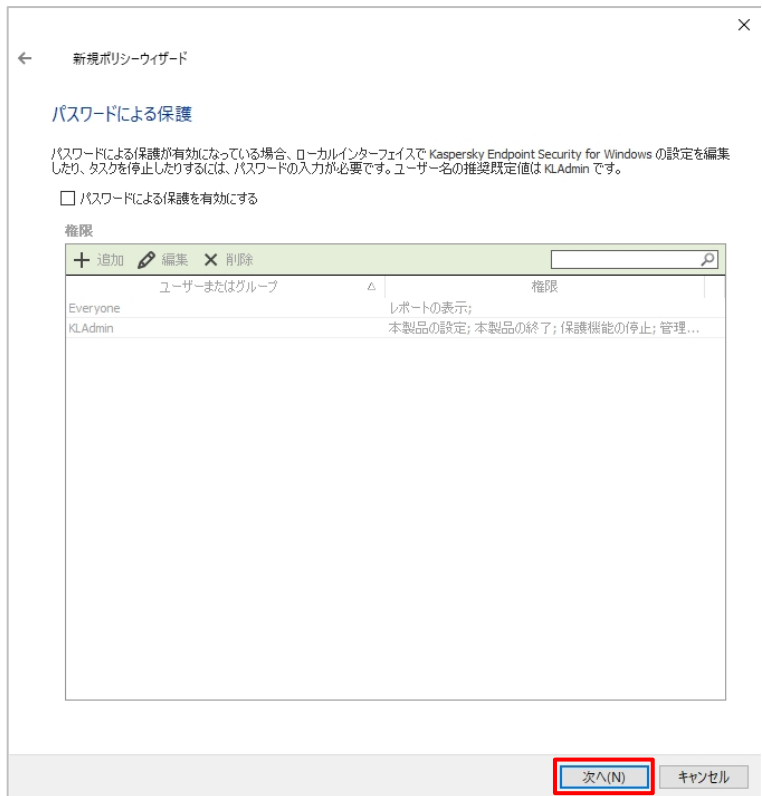 新規ポリシーウィザード
パスワードによる保護
パスワードによる保護が有効になっている場合、ローカルインターフェイスで Kaspersky Endpoint Security for Windows の設定を編集
したり、タスクを停止したりするには、パスワードの入力が必要です。ユーザー名の推奨既定値は KLAdmin です。
パスワードによる保護を有効にする
権限
追加 編集 削除
ユーザーまたはグループ 権限
Everyone レポートの表示;
KLAdmin 本製品の設定; 本製品の終了; 保護機能の停止; 管理...
次へ(N) キャンセル